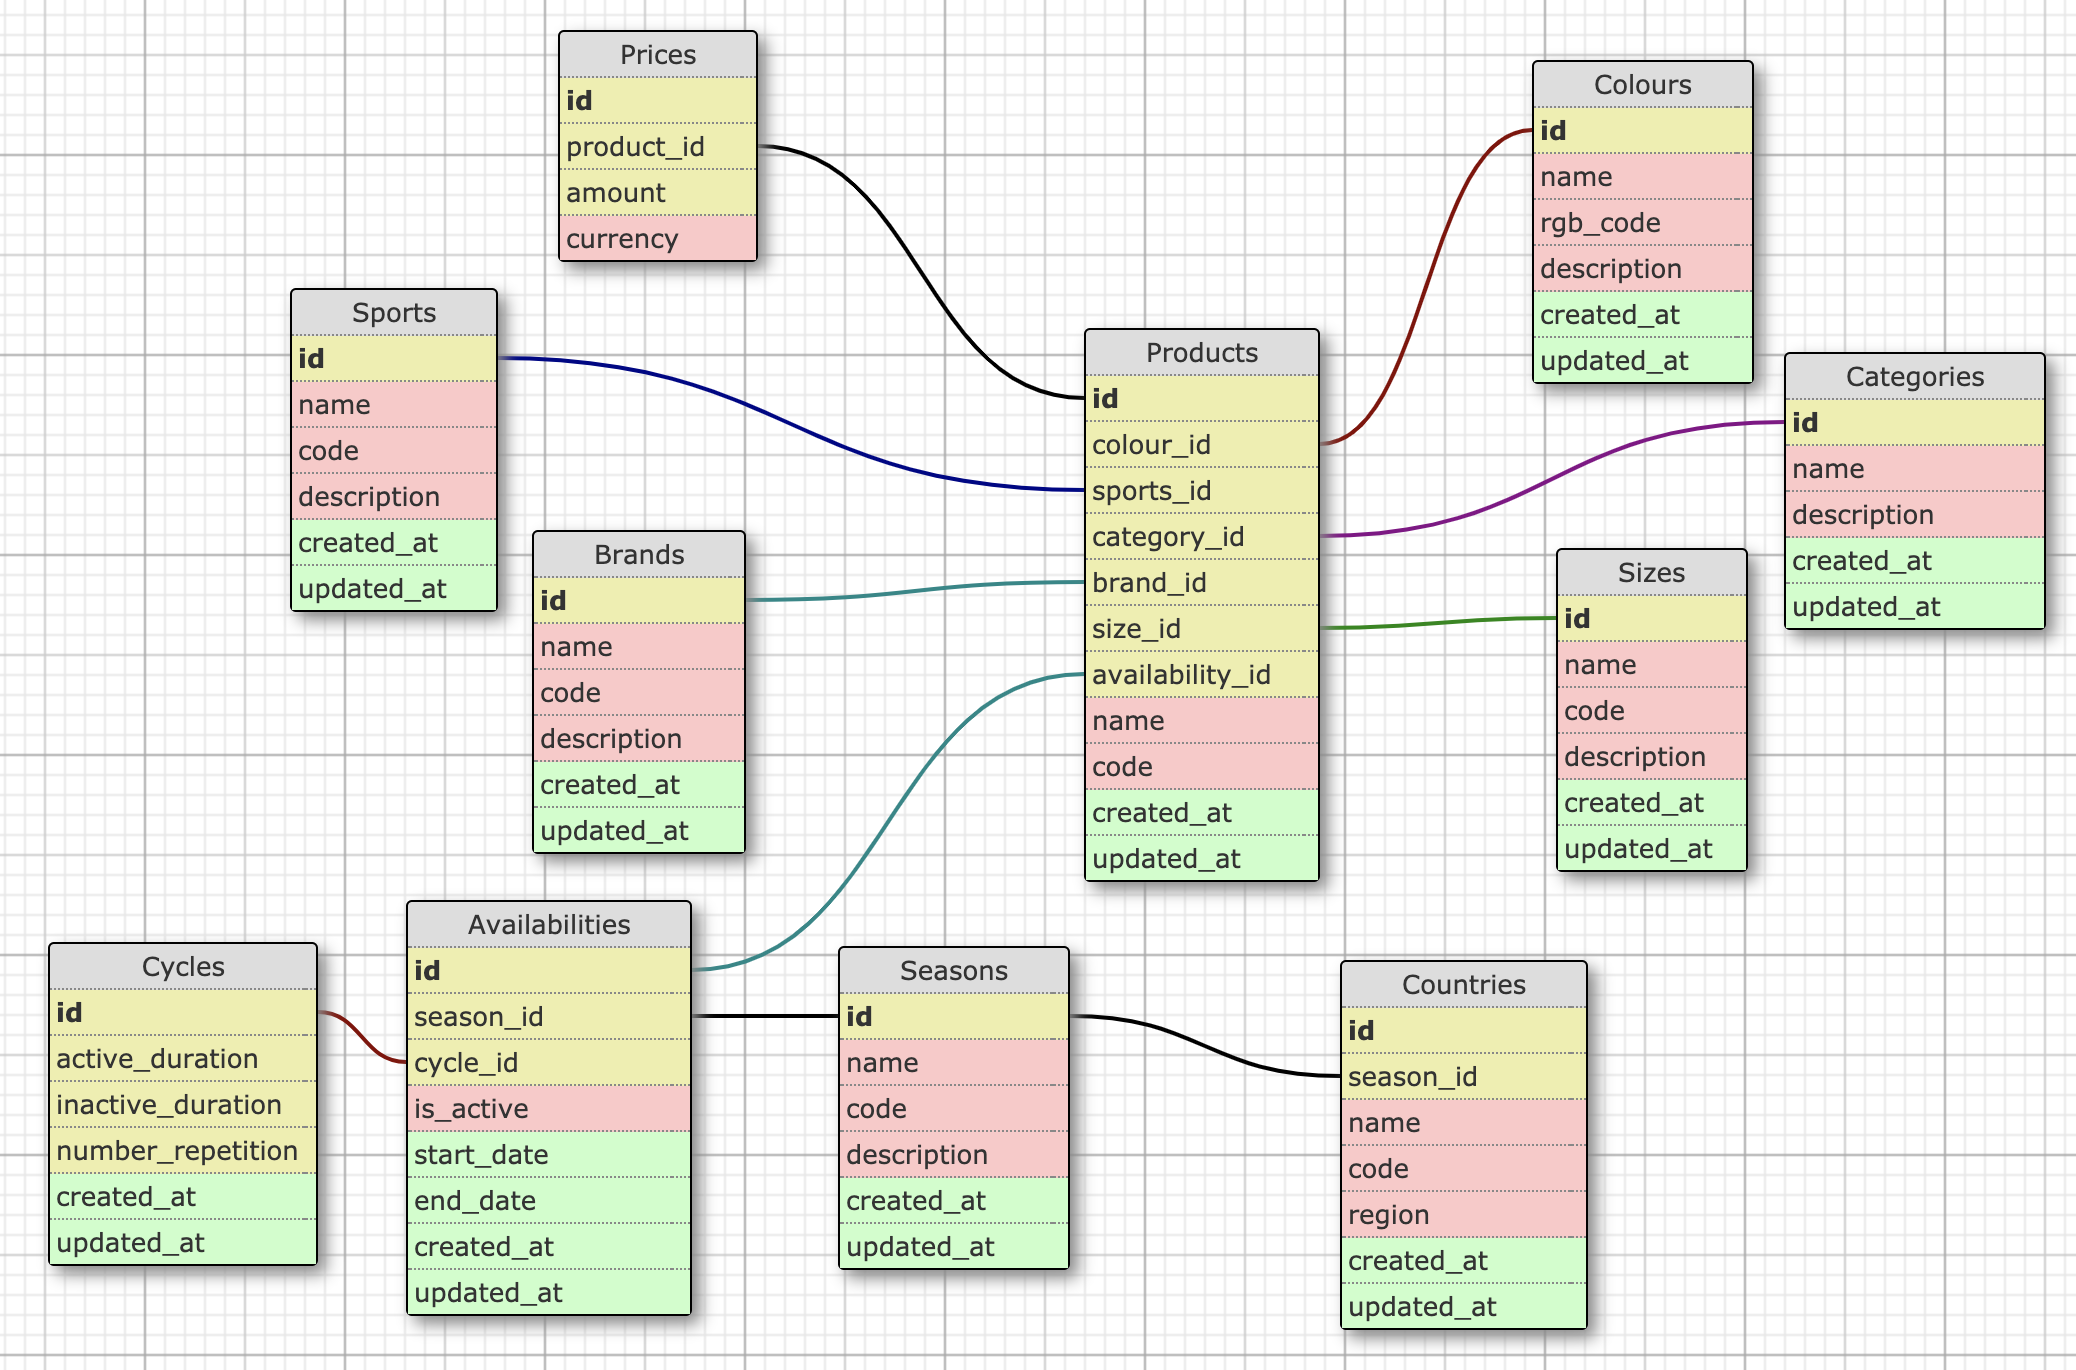 Prices
id
product_id
amount
currency
Colours
id
name
rgb_code
description
created_at
updated_at
Sports
id
name
code
description
created_at
updated_at
Products
id
colour_id
sports_id
category_id
brand_id
size_id
availability_id
name
code
created_at
updated_at
Categories
id
name
description
created_at
updated_at
Brands
id
name
code
description
created_at
updated_at
Sizes
id
name
code
description
created_at
updated_at
Cycles
id
active_duration
inactive_duration
number_repetition
created_at
updated_at
Availabilities
id
season_id
cycle_id
is_active
start_date
end_date
created_at
updated_at
Seasons
id
name
code
description
created_at
updated_at
Countries
id
season_id
name
code
region
created_at
updated_at